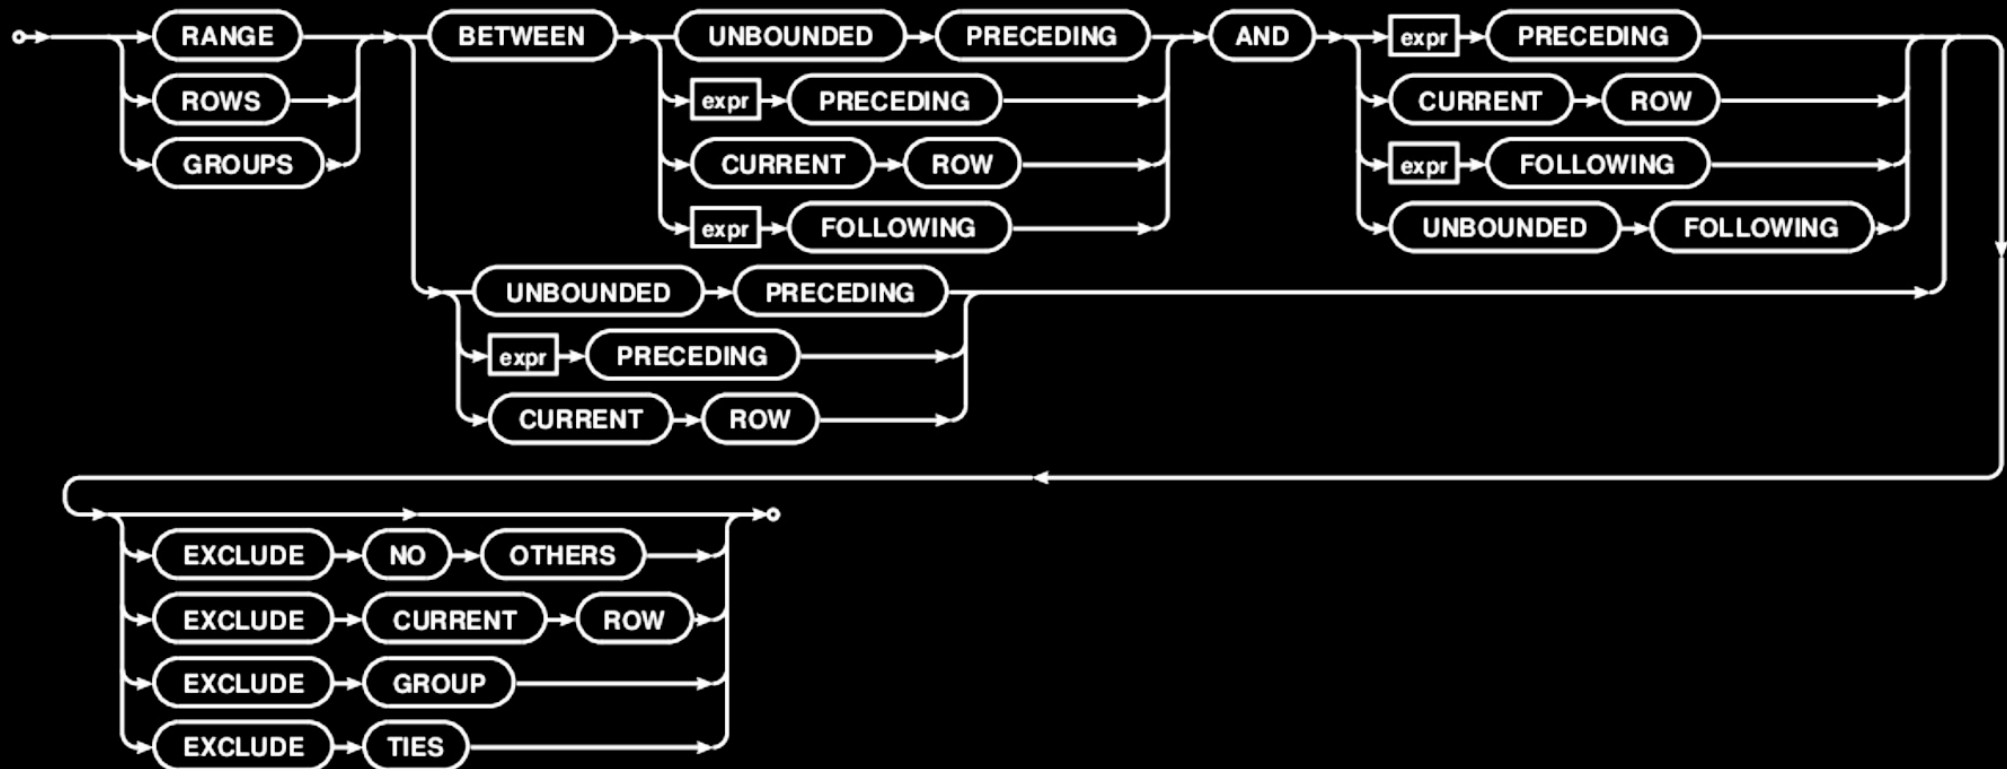 RANGE BETWEEN UNBOUNDED PRECEDING AND expr PRECEDING
ROWS expr PRECEDING CURRENT ROW
GROUPS CURRENT ROW expr FOLLOWING
expr FOLLOWING UNBOUNDED FOLLOWING
UNBOUNDED PRECEDING
expr PRECEDING
CURRENT ROW
EXCLUDE NO OTHERS
EXCLUDE CURRENT ROW
EXCLUDE GROUP
EXCLUDE TIES